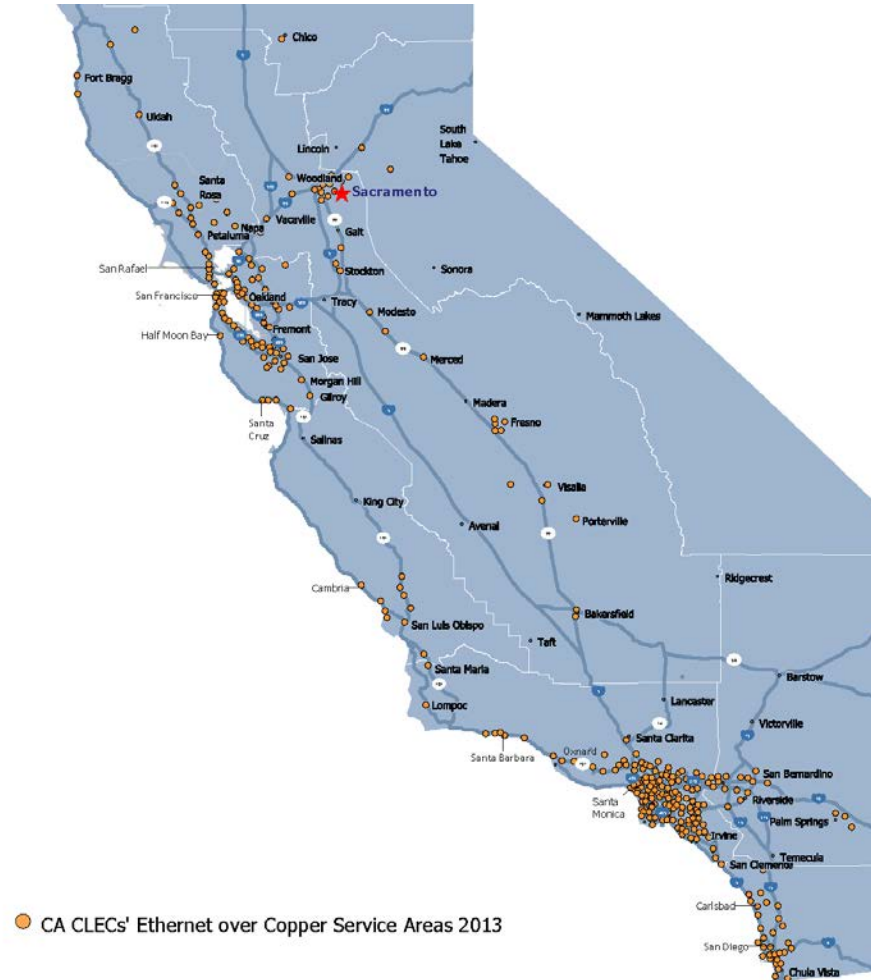 Chico
Fort Bragg
Ukiah
Lincoln
South
Lake
Tahoe
Woodland
Santa
Rosa
Sacramento
Napa
Vacaville
Petaluma
Galt
San Rafael
Stockton
Sonora
San Francisco
Oakland
Tracy
Modesto
Mammoth Lakes
Half Moon Bay
Fremont
San Jose
Merced
Morgan Hill
Gilroy
Madera
Santa
Cruz
Fresno
Salinas
King City
Visalia
Avenal
Porterville
Cambria
Ridgecrest
San Luis Obispo
Bakersfield
Taft
Santa Maria
Barstow
Lompoc
Lancaster
Victorville
Santa Clarita
Santa Barbara
Oxnard
San Bernardino
Santa
Monica
Riverside
Palm Springs
Irvine
Temecula
San Clemente
Carlsbad
CA CLECs' Ethernet over Copper Service Areas 2013
San Diego
Chula Vista